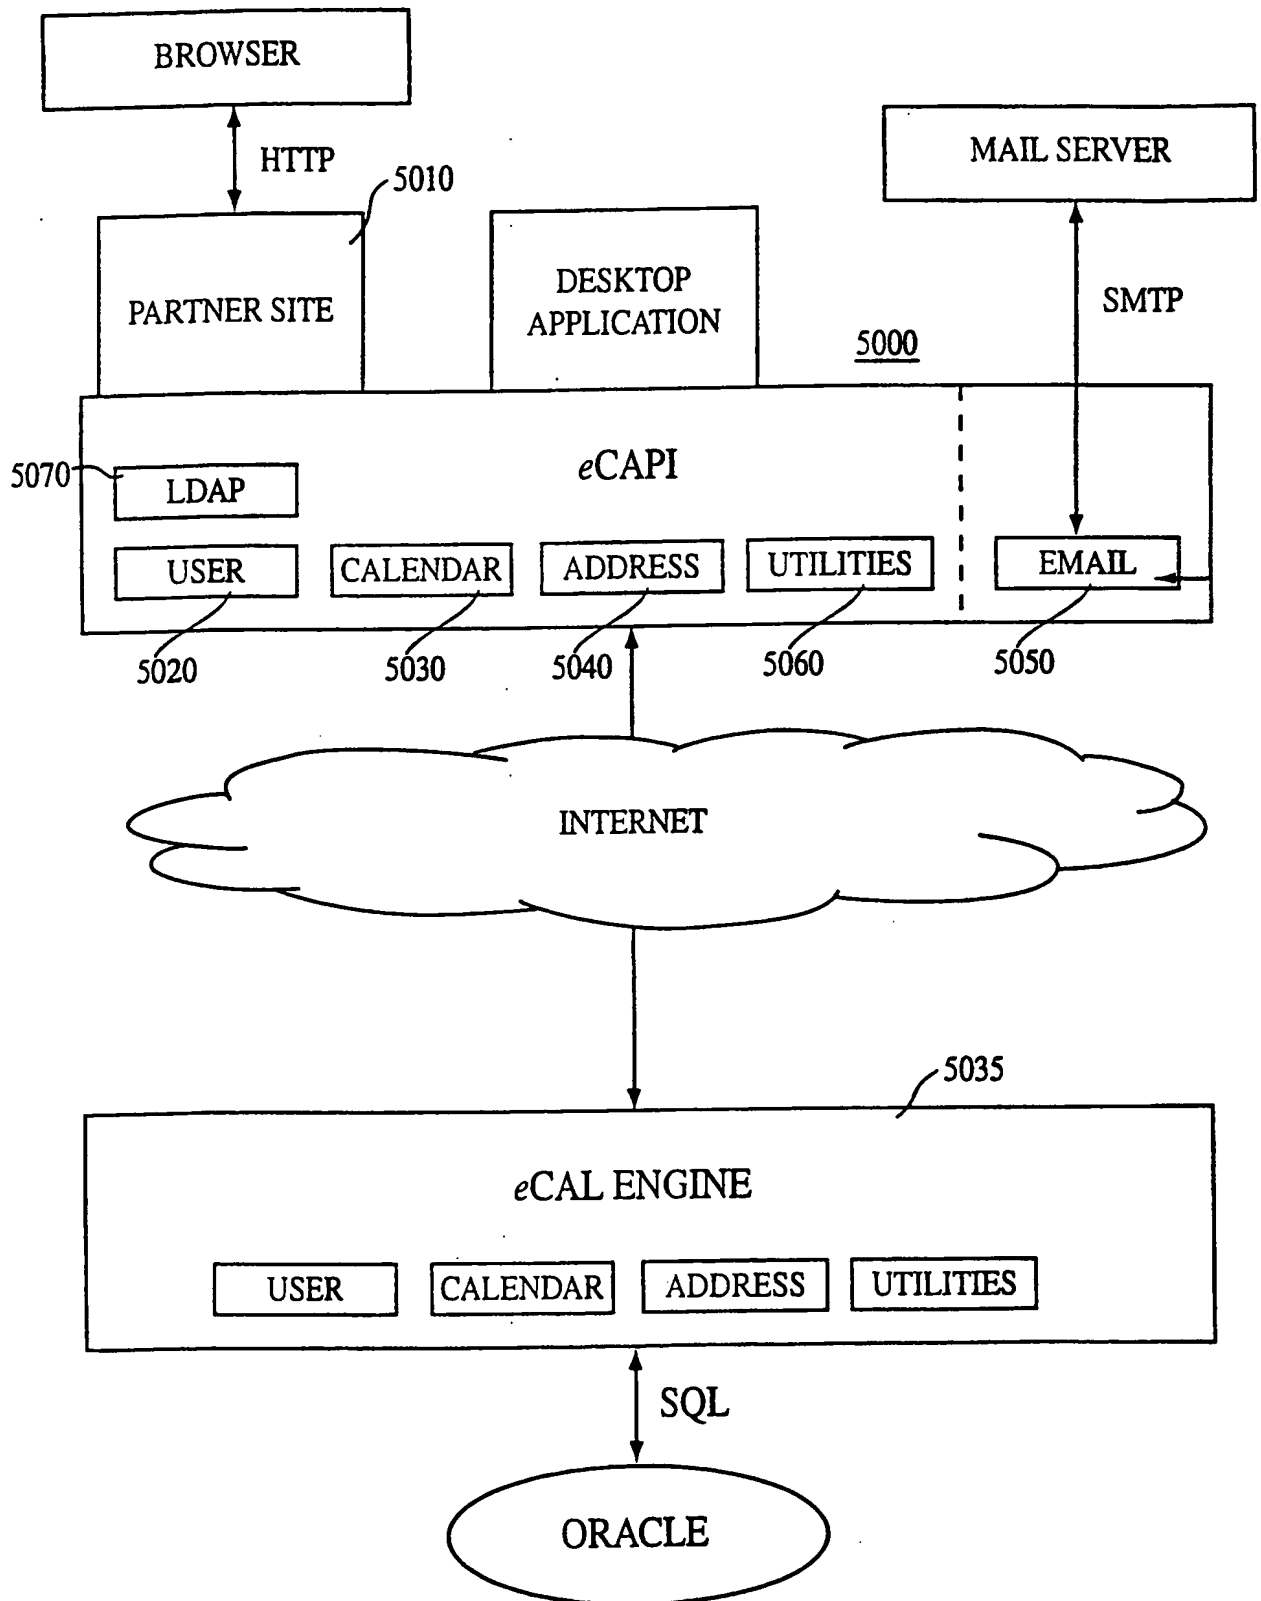 BROWSER
HTTP
MAIL SERVER
5010
PARTNER SITE
DESKTOP
APPLICATION
SMTP
5000
eCAPI
5070
LDAP
USER
CALENDAR
ADDRESS
UTILITIES
EMAIL
5020
5030
5040
5060
5050
INTERNET
5035
eCAL ENGINE
USER
CALENDAR
ADDRESS
UTILITIES
SQL
ORACLE